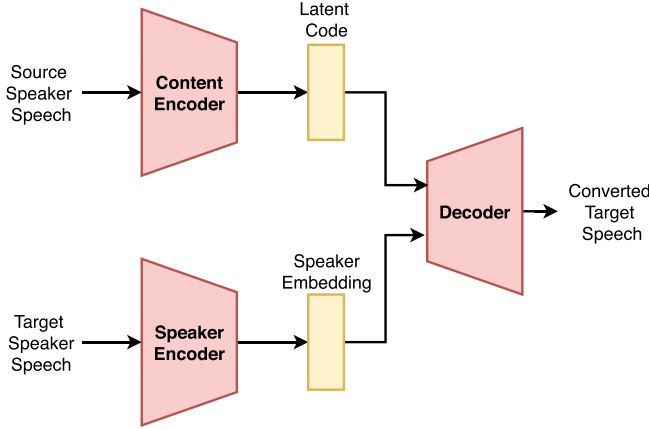 Latent
Code
Source
Speaker
Speech
Content
Encoder
Decoder
Converted
Target
Speech
Speaker
Embedding
Target
Speaker
Speech
Speaker
Encoder